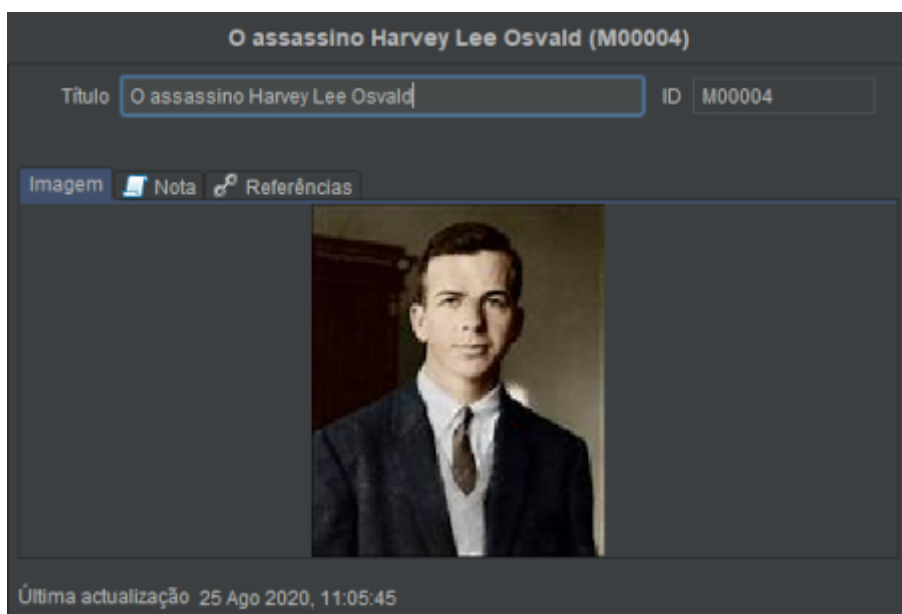 O assassino Harvey Lee Osvald (M00004)
Título O assassino Harvey Lee Osvald ID M00004
Imagem Nota Referências
Última actualização 25 Ago 2020, 11:05:45